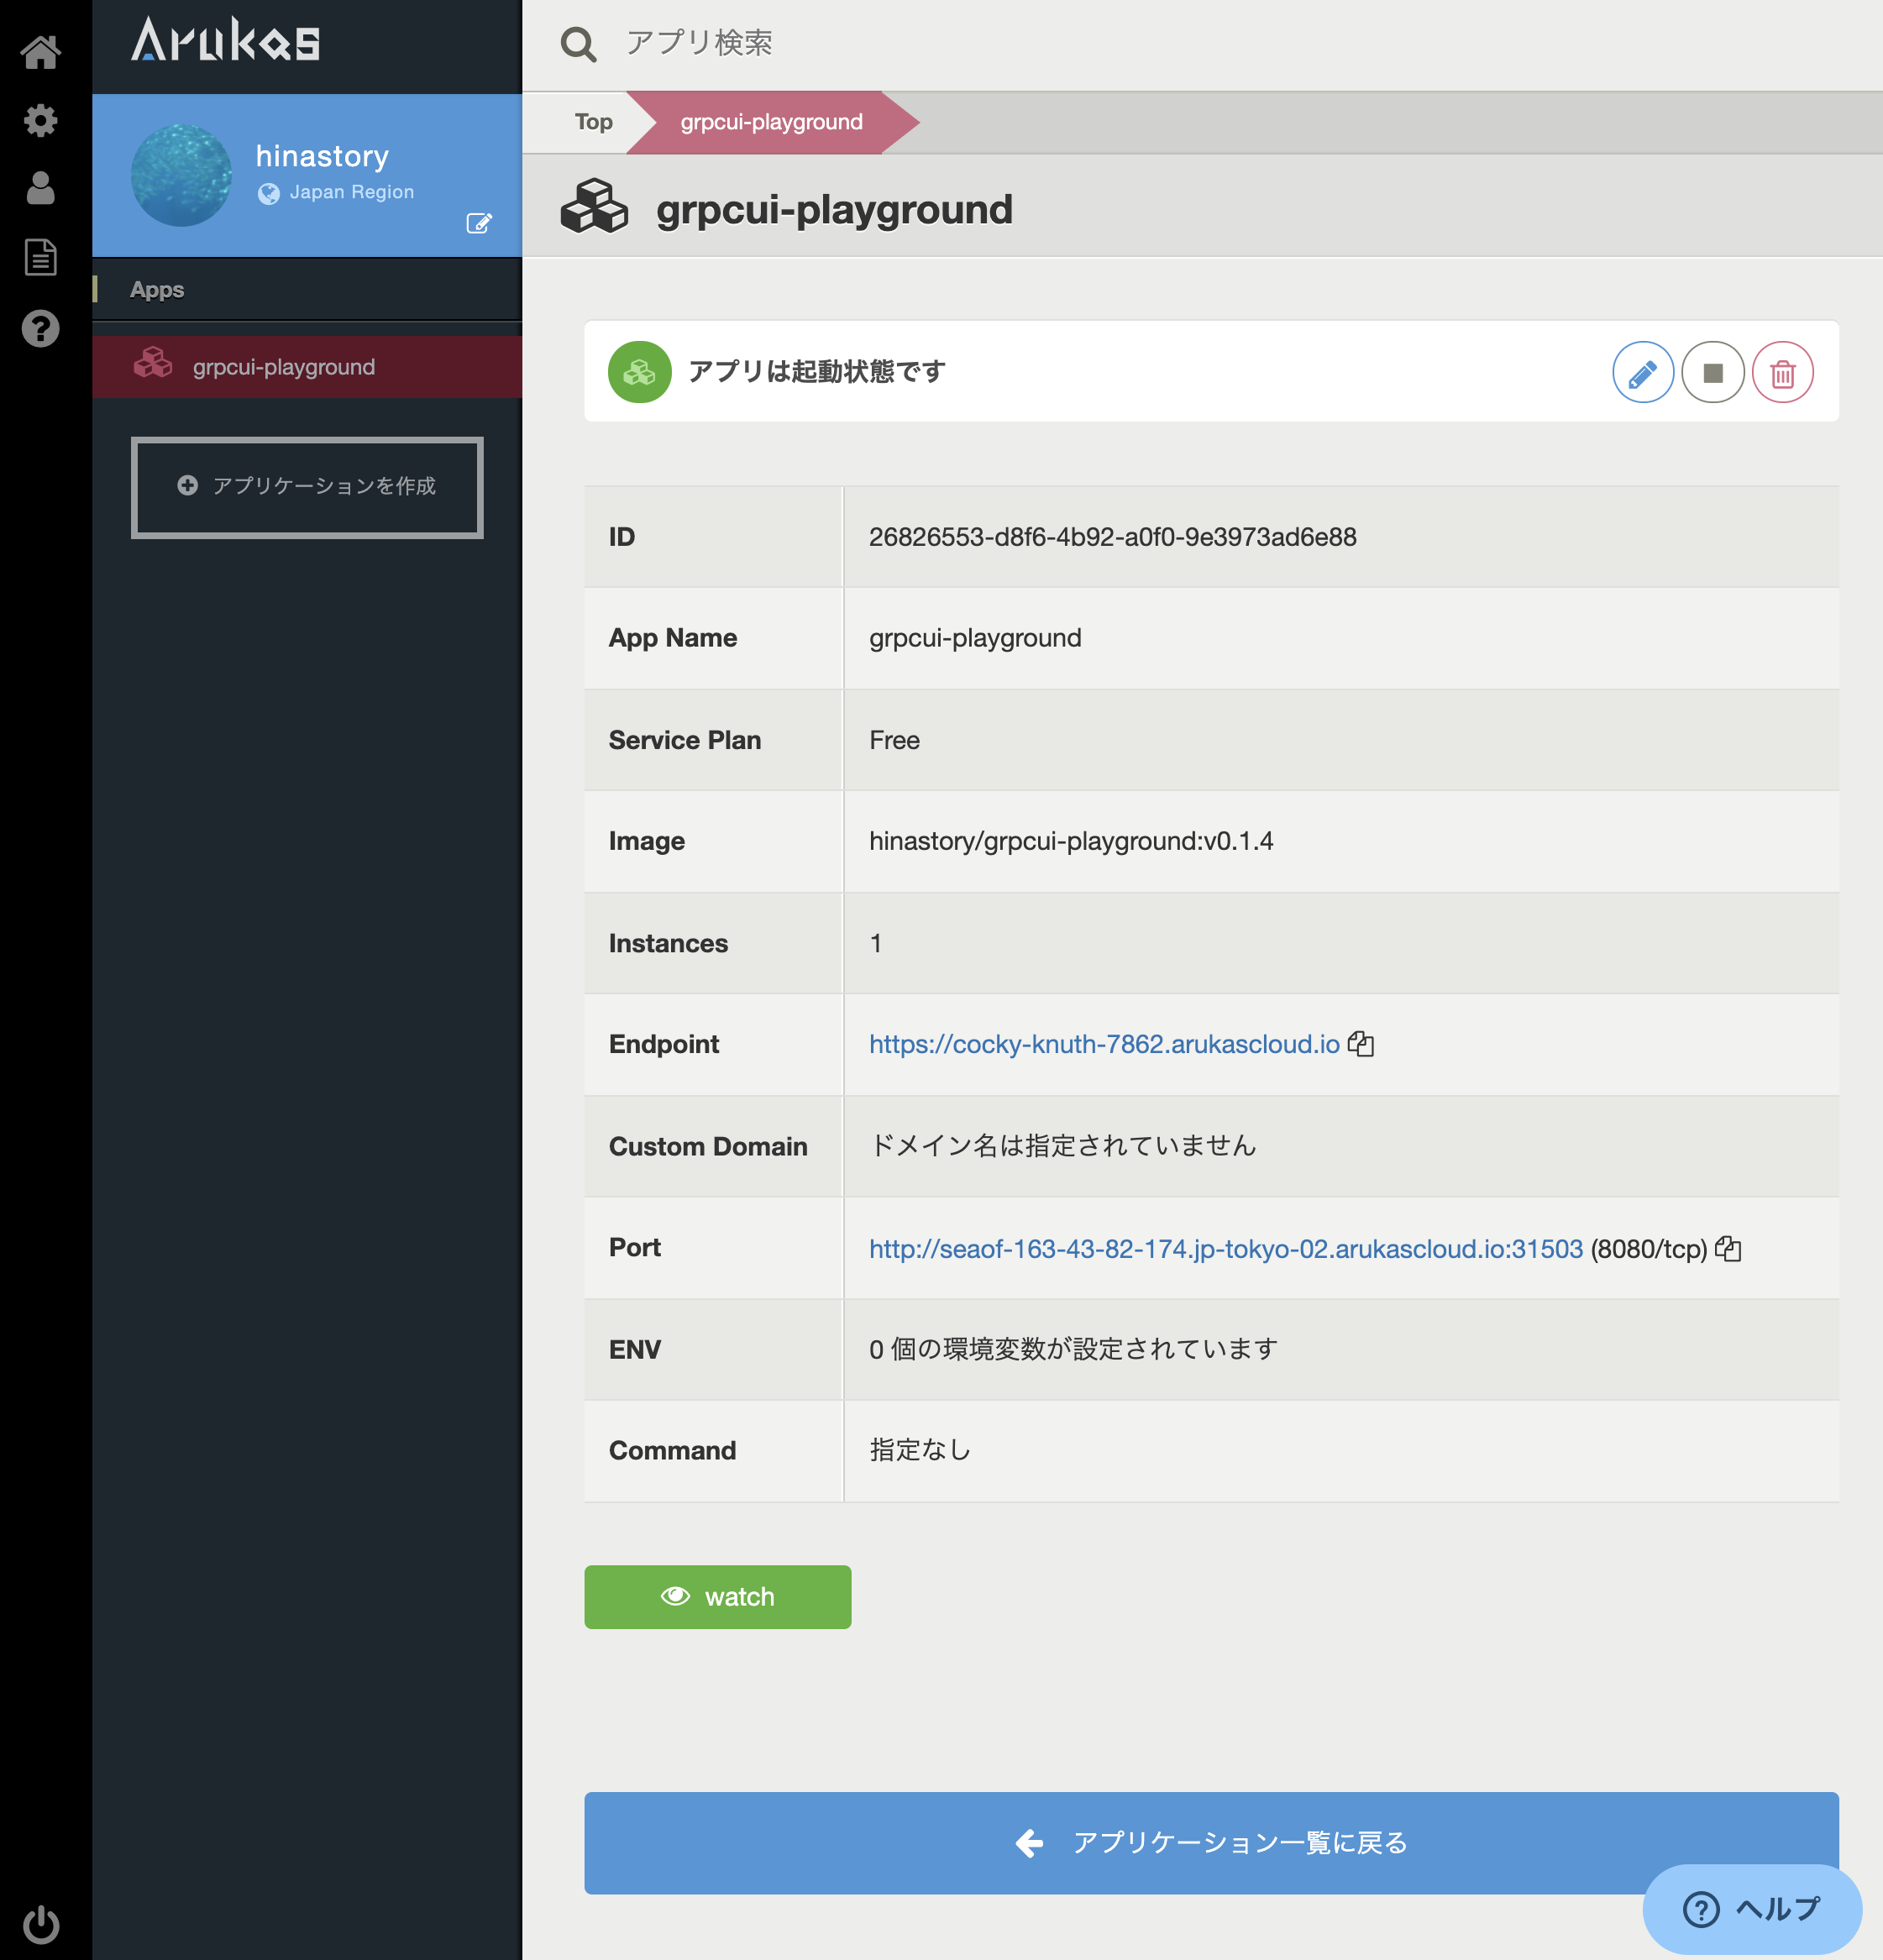 Arukas
hinastory
Japan Region
Apps
grpcui-playground
アプリケーションを作成
アプリ検索
Top
grpcui-playground
grpcui-playground
アプリは起動状態です
ID
26826553-d8f6-4b92-a0f0-9e3973ad6e88
App Name
grpcui-playground
Service Plan
Free
Image
hinastory/grpcui-playground:v0.1.4
Instances
1
Endpoint
https://cocky-knuth-7862.arukascloud.io
Custom Domain
ドメイン名は指定されていません
Port
http://seaof-163-43-82-174.jp-tokyo-02.arukascloud.io:31503 (8080/tcp)
ENV
0 個の環境変数が設定されています
Command
指定なし
watch
アプリケーション一覧に戻る
ヘルプ